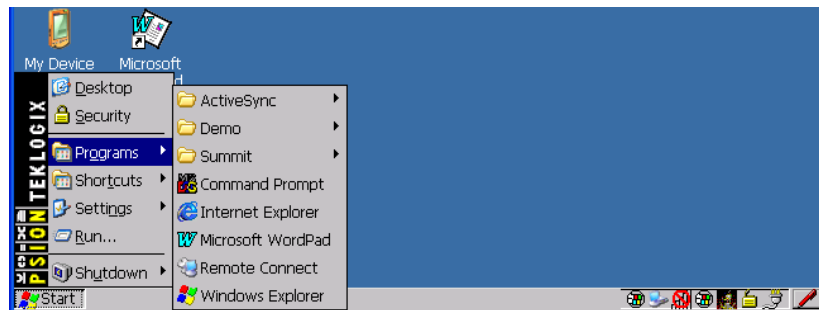 My Device
Microsoft
PSION TEKLOGIX
Desktop
Security
Programs
Shortcuts
Settings
Run...
Shutdown
ActiveSync
Demo
Summit
Command Prompt
Internet Explorer
Microsoft WordPad
Remote Connect
Windows Explorer
Start